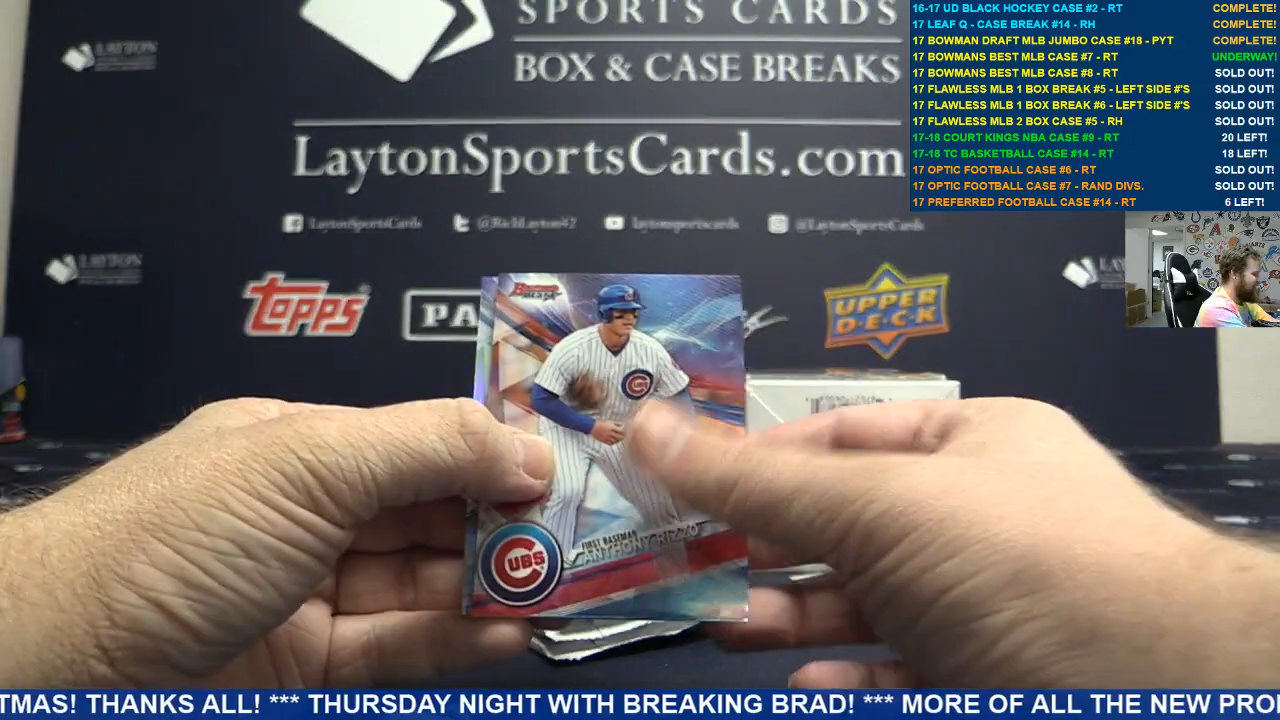 SPORTS CARDS
BOX & CASE BREAKS
LaytonSportsCards.com
LaytonSportsCards
@RichLayton42
laytonsportscards
@LaytonSportsCards
LAYTON
LAYTON
LAY
Topps
PA
UPPER
D·E·C·K
16-17 UD BLACK HOCKEY CASE #2 - RT COMPLETE!
17 LEAF Q - CASE BREAK #14 - RH COMPLETE!
17 BOWMAN DRAFT MLB JUMBO CASE #18 - PYT COMPLETE!
17 BOWMANS BEST MLB CASE #7 - RT UNDERWAY!
17 BOWMANS BEST MLB CASE #8 - RT SOLD OUT!
17 FLAWLESS MLB 1 BOX BREAK #5 - LEFT SIDE #'S SOLD OUT!
17 FLAWLESS MLB 1 BOX BREAK #6 - LEFT SIDE #'S SOLD OUT!
17 FLAWLESS MLB 2 BOX CASE #5 - RH SOLD OUT!
17-18 COURT KINGS NBA CASE #9 - RT 20 LEFT!
17-18 TC BASKETBALL CASE #14 - RT 18 LEFT!
17 OPTIC FOOTBALL CASE #6 - RT SOLD OUT!
17 OPTIC FOOTBALL CASE #7 - RAND DIVS. SOLD OUT!
17 PREFERRED FOOTBALL CASE #14 - RT 6 LEFT!
BOWMAN'S
BEST
FIRST BASEMAN
ANTHONY RIZZO
CUBS
TMAS! THANKS ALL! *** THURSDAY NIGHT WITH BREAKING BRAD! *** MORE OF ALL THE NEW PRO